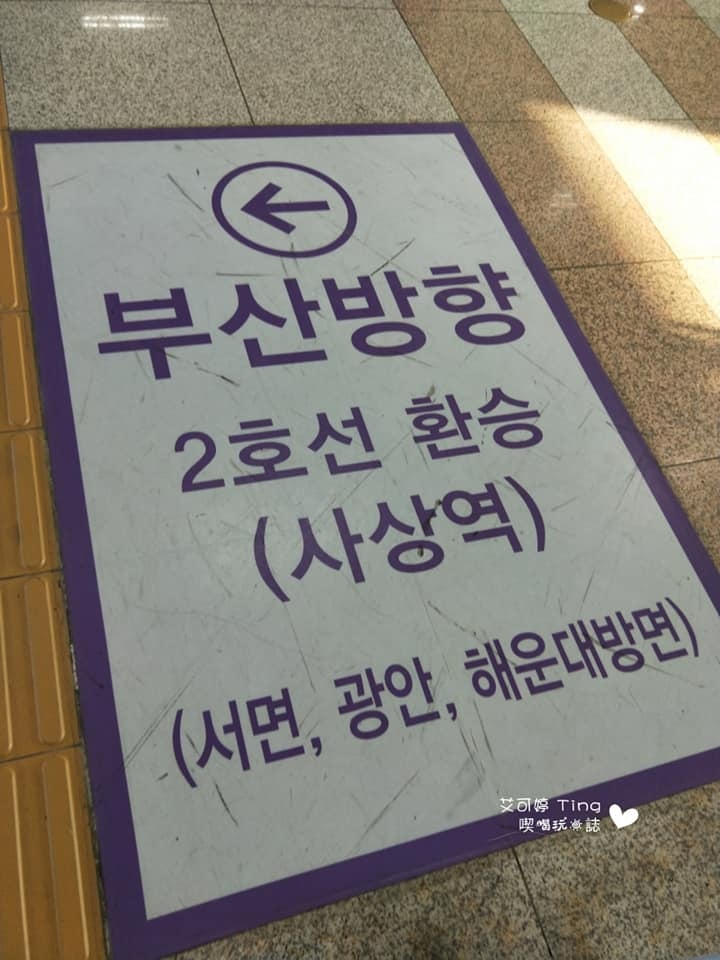 부산방향
2호선 환승
(사상역)
(서면, 광안, 해운대방면)
艾可婷 Ting
喫喝玩樂誌